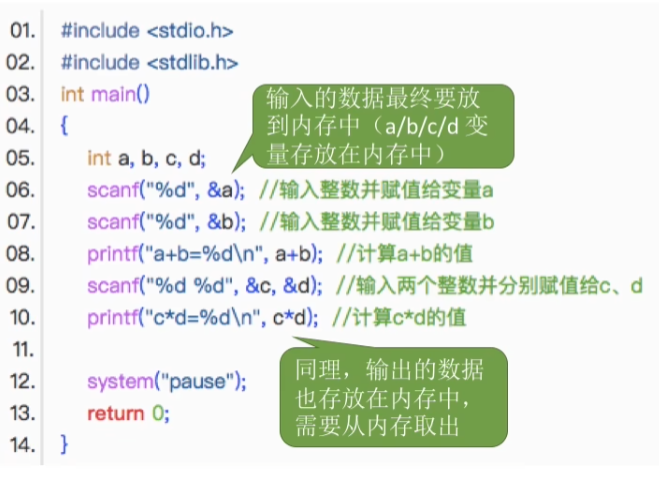 01. #include <stdio.h>
02. #include <stdlib.h>
03. int main()
04. {
输入的数据最终要放
到内存中（a/b/c/d 变
量存放在内存中）
05. int a, b, c, d;
06. scanf("%d", &a); //输入整数并赋值给变量a
07. scanf("%d", &b); //输入整数并赋值给变量b
08. printf("a+b=%d\n", a+b); //计算a+b的值
09. scanf("%d %d", &c, &d); //输入两个整数并分别赋值给c、d
10. printf("c*d=%d\n", c*d); //计算c*d的值
11.
同理，输出的数据
也存放在内存中，
需要从内存取出
12. system("pause");
13. return 0;
14. }